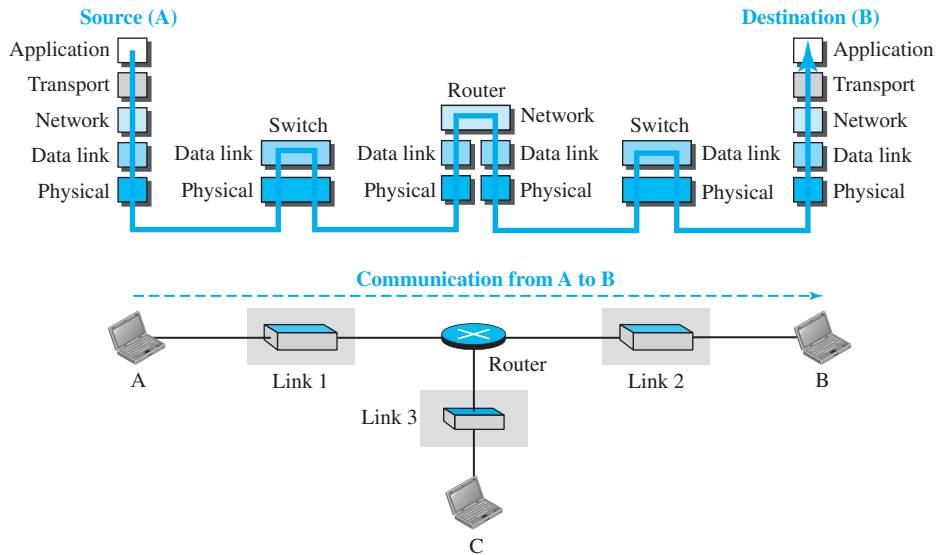 Source (A)
Destination (B)
Application
Application
Transport
Transport
Router
Network
Network
Network
Switch
Switch
Data link
Data link
Data link
Data link
Data link
Data link
Physical
Physical
Physical
Physical
Physical
Physical
Communication from A to B
A
Link 1
Router
Link 2
B
Link 3
C